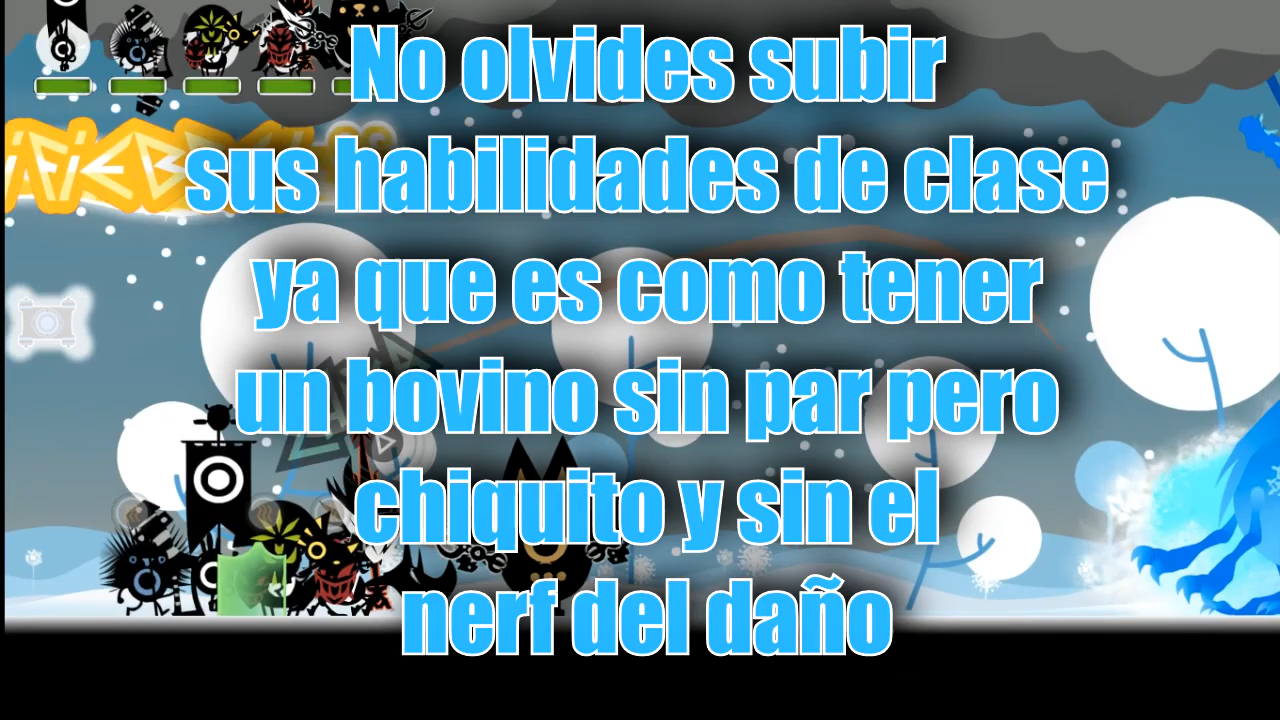 No olvides subir
sus habilidades de clase
ya que es como tener
un bovino sin par pero
chiquito y sin el
nerf del daño